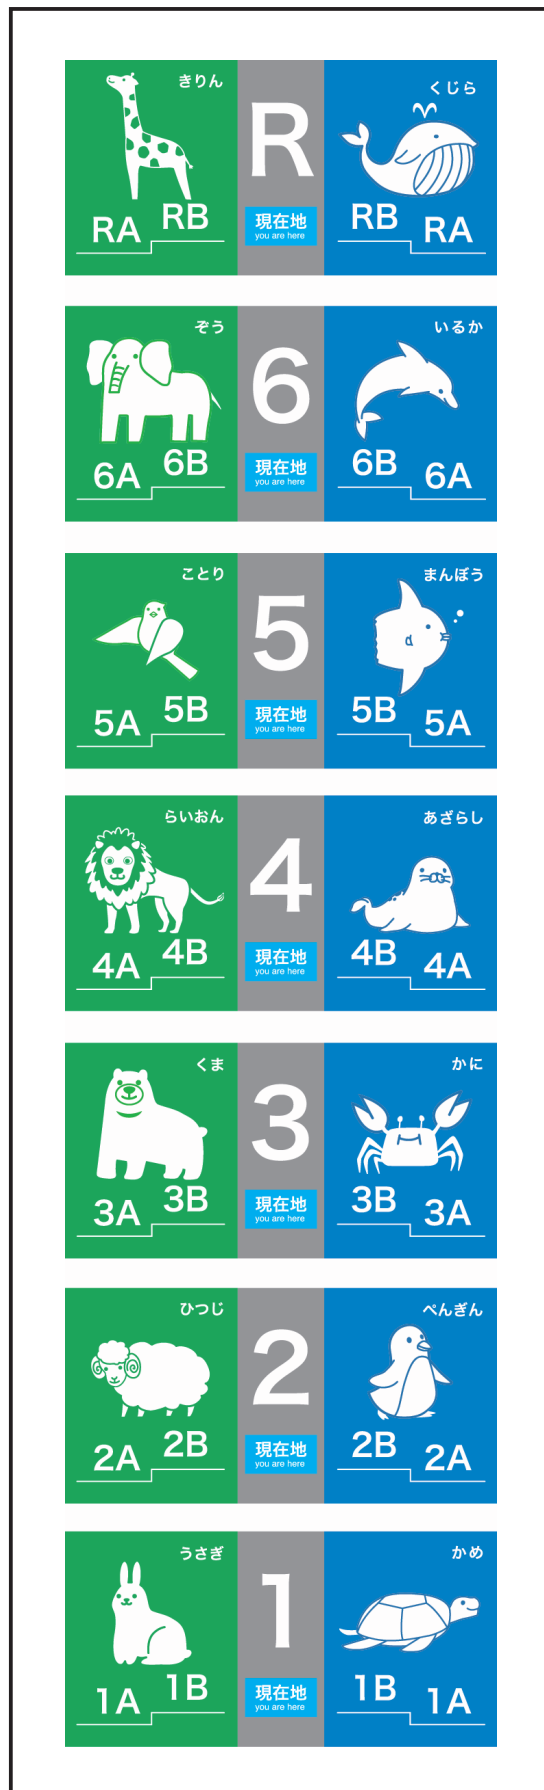 きりん
R
くじら
RA RB
現在地
you are here
RB RA
ぞう
6
いるか
6A 6B
現在地
you are here
6B 6A
ことり
5
まんぼう
5A 5B
現在地
you are here
5B 5A
らいおん
4
あざらし
4A 4B
現在地
you are here
4B 4A
くま
3
かに
3A 3B
現在地
you are here
3B 3A
ひつじ
2
ぺんぎん
2A 2B
現在地
you are here
2B 2A
うさぎ
1
かめ
1A 1B
現在地
you are here
1B 1A